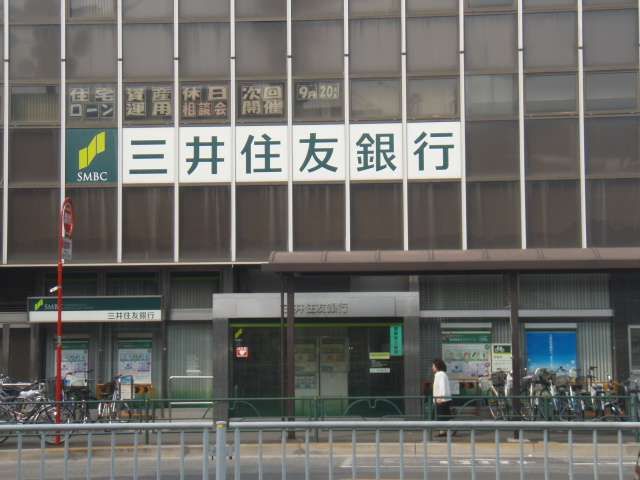 住宅 資産 休日 次回 9月20日
ローン 運用 相談会 開催
SMBC 三井住友銀行
SMBC
三井住友銀行
三井住友銀行